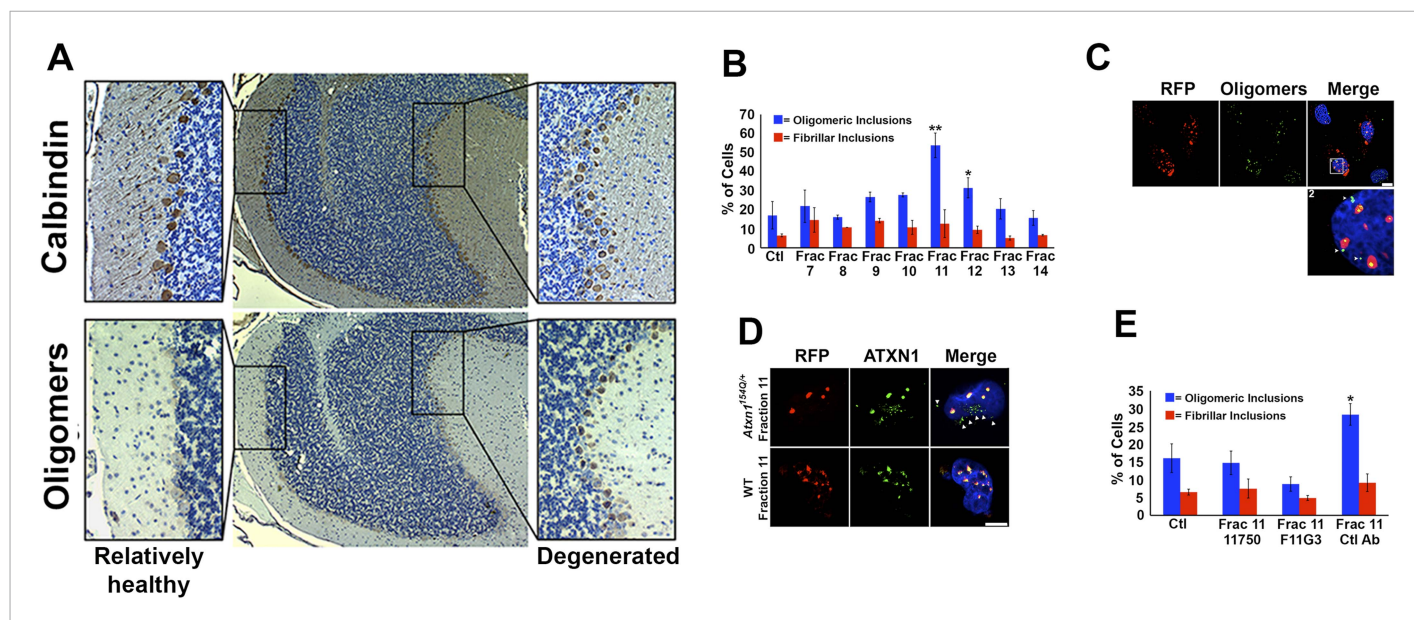 A
Calbindin
Oligomers
Relatively
healthy
Degenerated
B
% of Cells
70
60
50
40
30
20
10
0
= Oligomeric Inclusions
= Fibrillar Inclusions
**
*
Ctl
Frac
7
Frac
8
Frac
9
Frac
10
Frac
11
Frac
12
Frac
13
Frac
14
C
RFP
Oligomers
Merge
2
D
RFP
ATXN1
Merge
Atxn1154Q/+
Fraction 11
WT
Fraction 11
E
% of Cells
35
30
25
20
15
10
5
0
= Oligomeric Inclusions
= Fibrillar Inclusions
*
Ctl
Frac 11
11750
Frac 11
F11G3
Frac 11
Ctl Ab